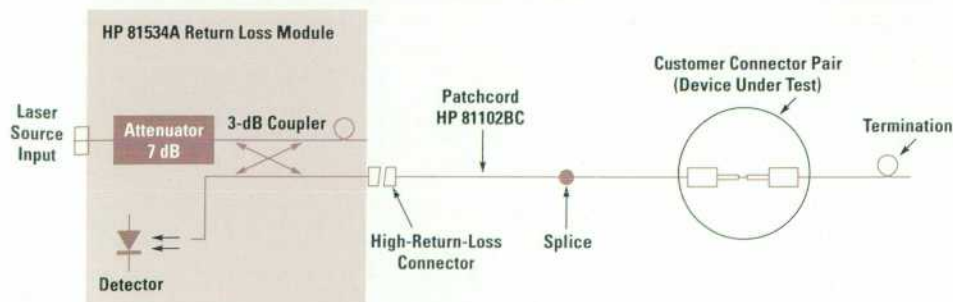 HP 81534A Return Loss Module
Customer Connector Pair
(Device Under Test)
Laser
Source
Input
Attenuator
7 dB
3-dB Coupler
Patchcord
HP 81102BC
Termination
High-Return-Loss
Connector
Splice
Detector